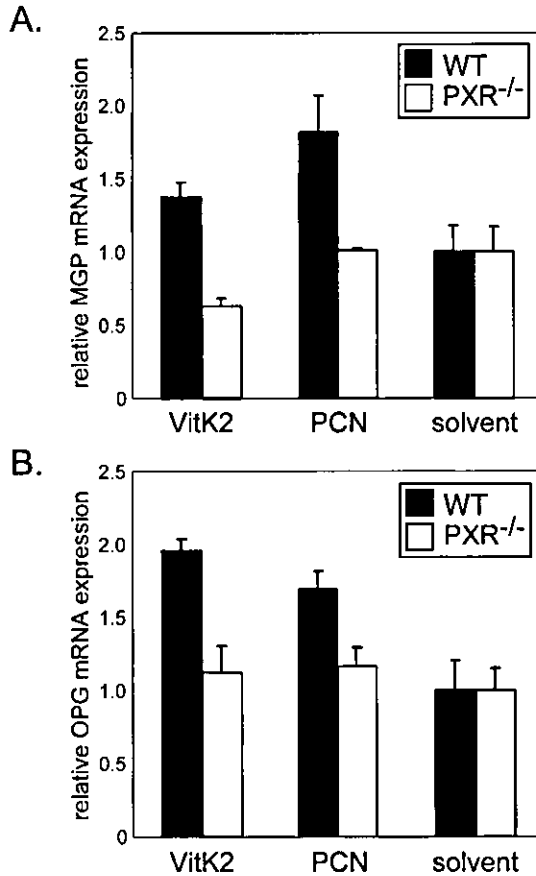 A.
relative MGP mRNA expression
2.5
2.0
1.5
1.0
0.5
0
WT
PXR-/-
VitK2 PCN solvent
B.
relative OPG mRNA expression
2.5
2.0
1.5
1.0
0.5
0
WT
PXR-/-
VitK2 PCN solvent